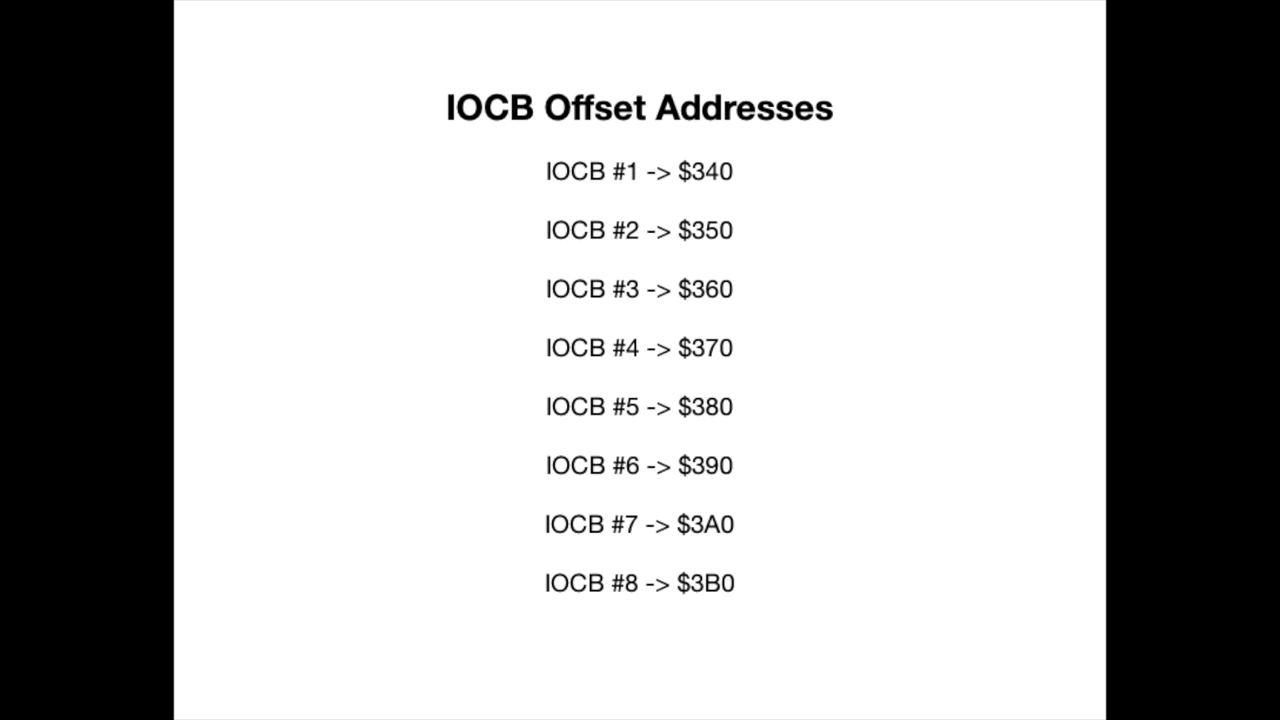 IOCB Offset Addresses
IOCB #1 -> $340
IOCB #2 -> $350
IOCB #3 -> $360
IOCB #4 -> $370
IOCB #5 -> $380
IOCB #6 -> $390
IOCB #7 -> $3A0
IOCB #8 -> $3B0